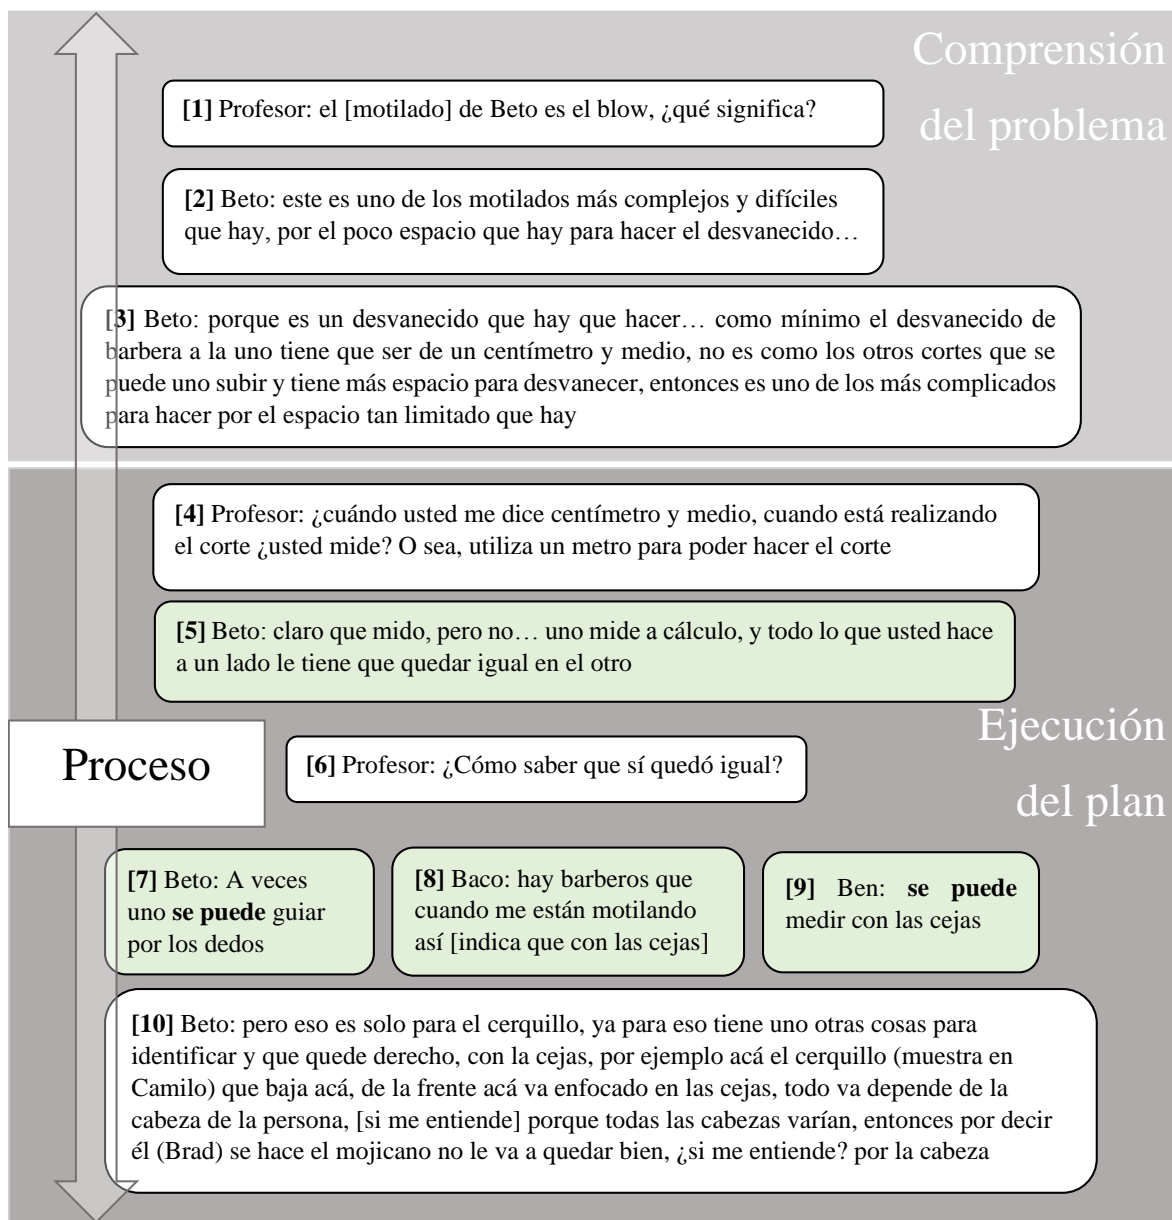 Comprensión
del problema
[1] Profesor: el [motilado] de Beto es el blow, ¿qué significa?
[2] Beto: este es uno de los motilados más complejos y difíciles
que hay, por el poco espacio que hay para hacer el desvanecido…
[3] Beto: porque es un desvanecido que hay que hacer… como mínimo el desvanecido de
barbera a la uno tiene que ser de un centímetro y medio, no es como los otros cortes que se
puede uno subir y tiene más espacio para desvanecer, entonces es uno de los más complicados
para hacer por el espacio tan limitado que hay
[4] Profesor: ¿cuándo usted me dice centímetro y medio, cuando está realizando
el corte ¿usted mide? O sea, utiliza un metro para poder hacer el corte
[5] Beto: claro que mido, pero no… uno mide a cálculo, y todo lo que usted hace
a un lado le tiene que quedar igual en el otro
Ejecución
del plan
Proceso
[6] Profesor: ¿Cómo saber que sí quedó igual?
[7] Beto: A veces
uno se puede guiar
por los dedos
[8] Baco: hay barberos que
cuando me están motilando
así [indica que con las cejas]
[9] Ben: se puede
medir con las cejas
[10] Beto: pero eso es solo para el cerquillo, ya para eso tiene uno otras cosas para
identificar y que quede derecho, con la cejas, por ejemplo acá el cerquillo (muestra en
Camilo) que baja acá, de la frente acá va enfocado en las cejas, todo va depende de la
cabeza de la persona, [si me entiende] porque todas las cabezas varían, entonces por decir
él (Brad) se hace el mojicano no le va a quedar bien, ¿si me entiende? por la cabeza